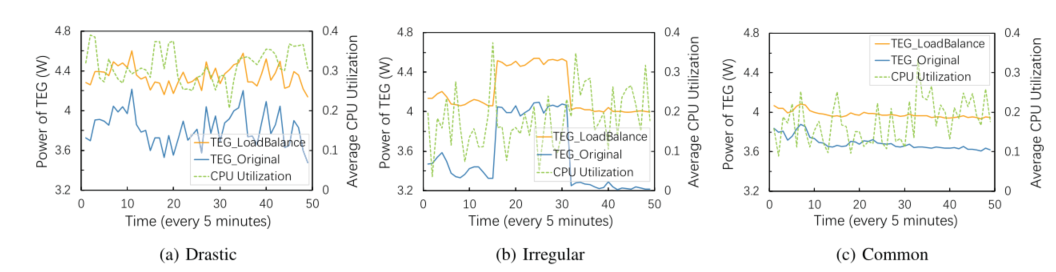 4.8
4.4
4
3.6
3.2
Power of TEG (W)
0.4
0.3
0.2
0.1
0
Average CPU Utilization
TEG_LoadBalance
TEG_Original
CPU Utilization
0 10 20 30 40 50
Time (every 5 minutes)
(a) Drastic
4.8
4.4
4
3.6
3.2
Power of TEG (W)
0.4
0.3
0.2
0.1
0
Average CPU Utilization
TEG_LoadBalance
TEG_Original
CPU Utilization
0 10 20 30 40 50
Time (every 5 minutes)
(b) Irregular
4.8
4.4
4
3.6
3.2
Power of TEG (W)
0.4
0.3
0.2
0.1
0
Average CPU Utilization
TEG_LoadBalance
TEG_Original
CPU Utilization
0 10 20 30 40 50
Time (every 5 minutes)
(c) Common